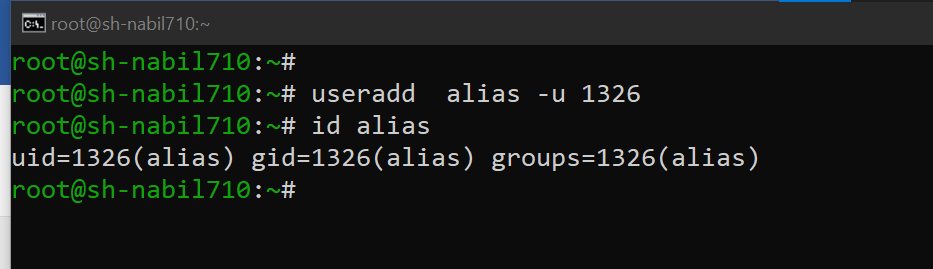 root@sh-nabil710:~
root@sh-nabil710:~#
root@sh-nabil710:~# useradd  alias -u 1326
root@sh-nabil710:~# id alias
uid=1326(alias) gid=1326(alias) groups=1326(alias)
root@sh-nabil710:~#